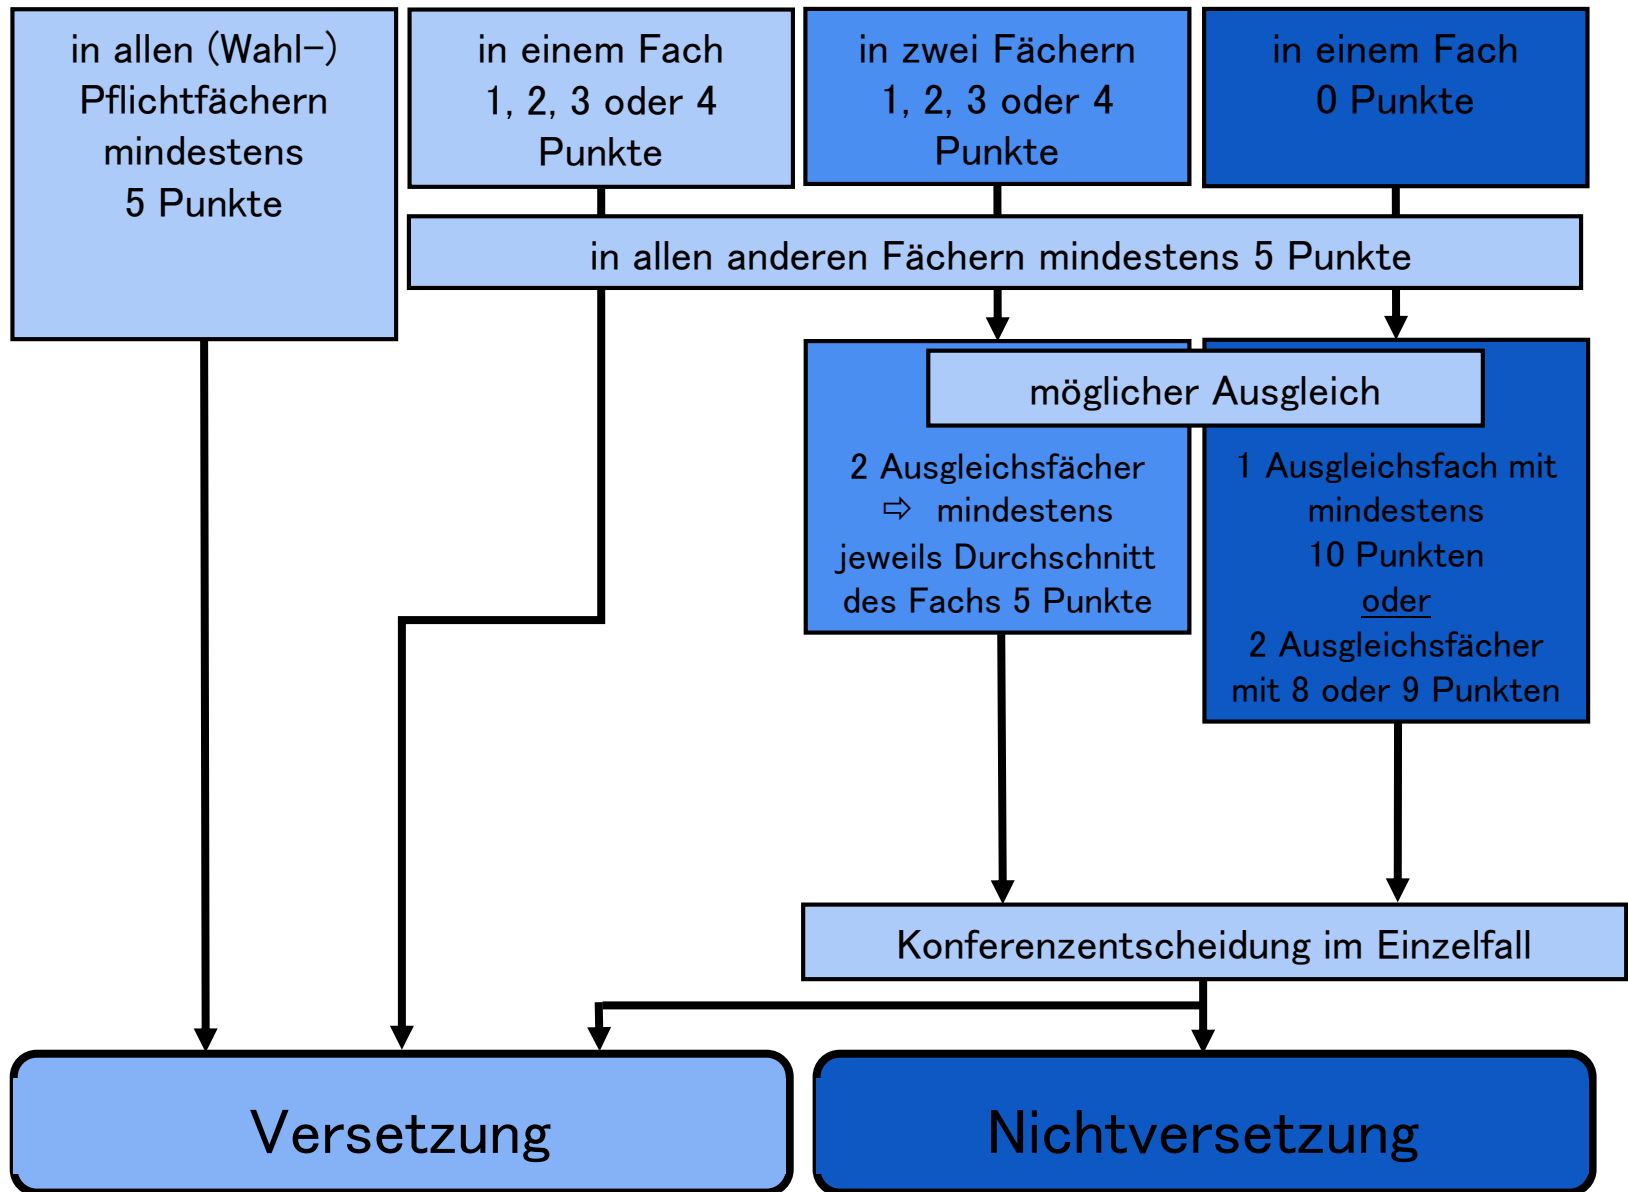 in allen (Wahl-)
Pflichtfächern
mindestens
5 Punkte
in einem Fach
1, 2, 3 oder 4
Punkte
in zwei Fächern
1, 2, 3 oder 4
Punkte
in einem Fach
0 Punkte
in allen anderen Fächern mindestens 5 Punkte
möglicher Ausgleich
2 Ausgleichsfächer
⇨ mindestens
jeweils Durchschnitt
des Fachs 5 Punkte
1 Ausgleichsfach mit
mindestens
10 Punkten
oder
2 Ausgleichsfächer
mit 8 oder 9 Punkten
Konferenzentscheidung im Einzelfall
Versetzung
Nichtversetzung